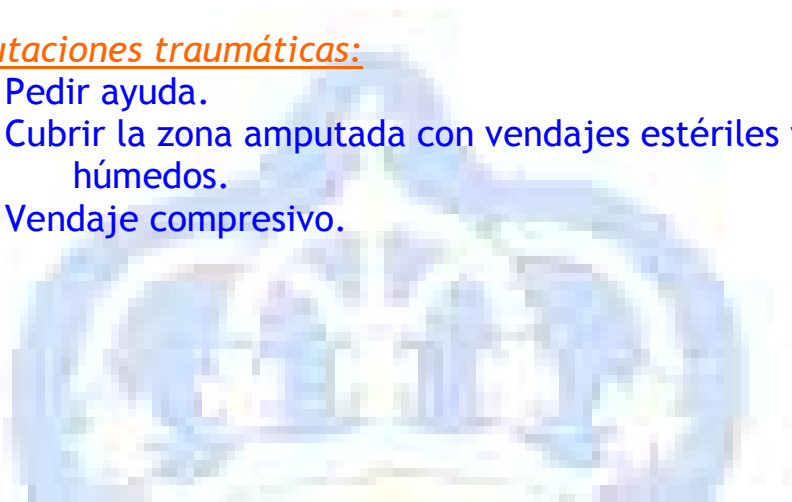 utaciones traumáticas:
Pedir ayuda.
Cubrir la zona amputada con vendajes estériles
húmedos.
Vendaje compresivo.